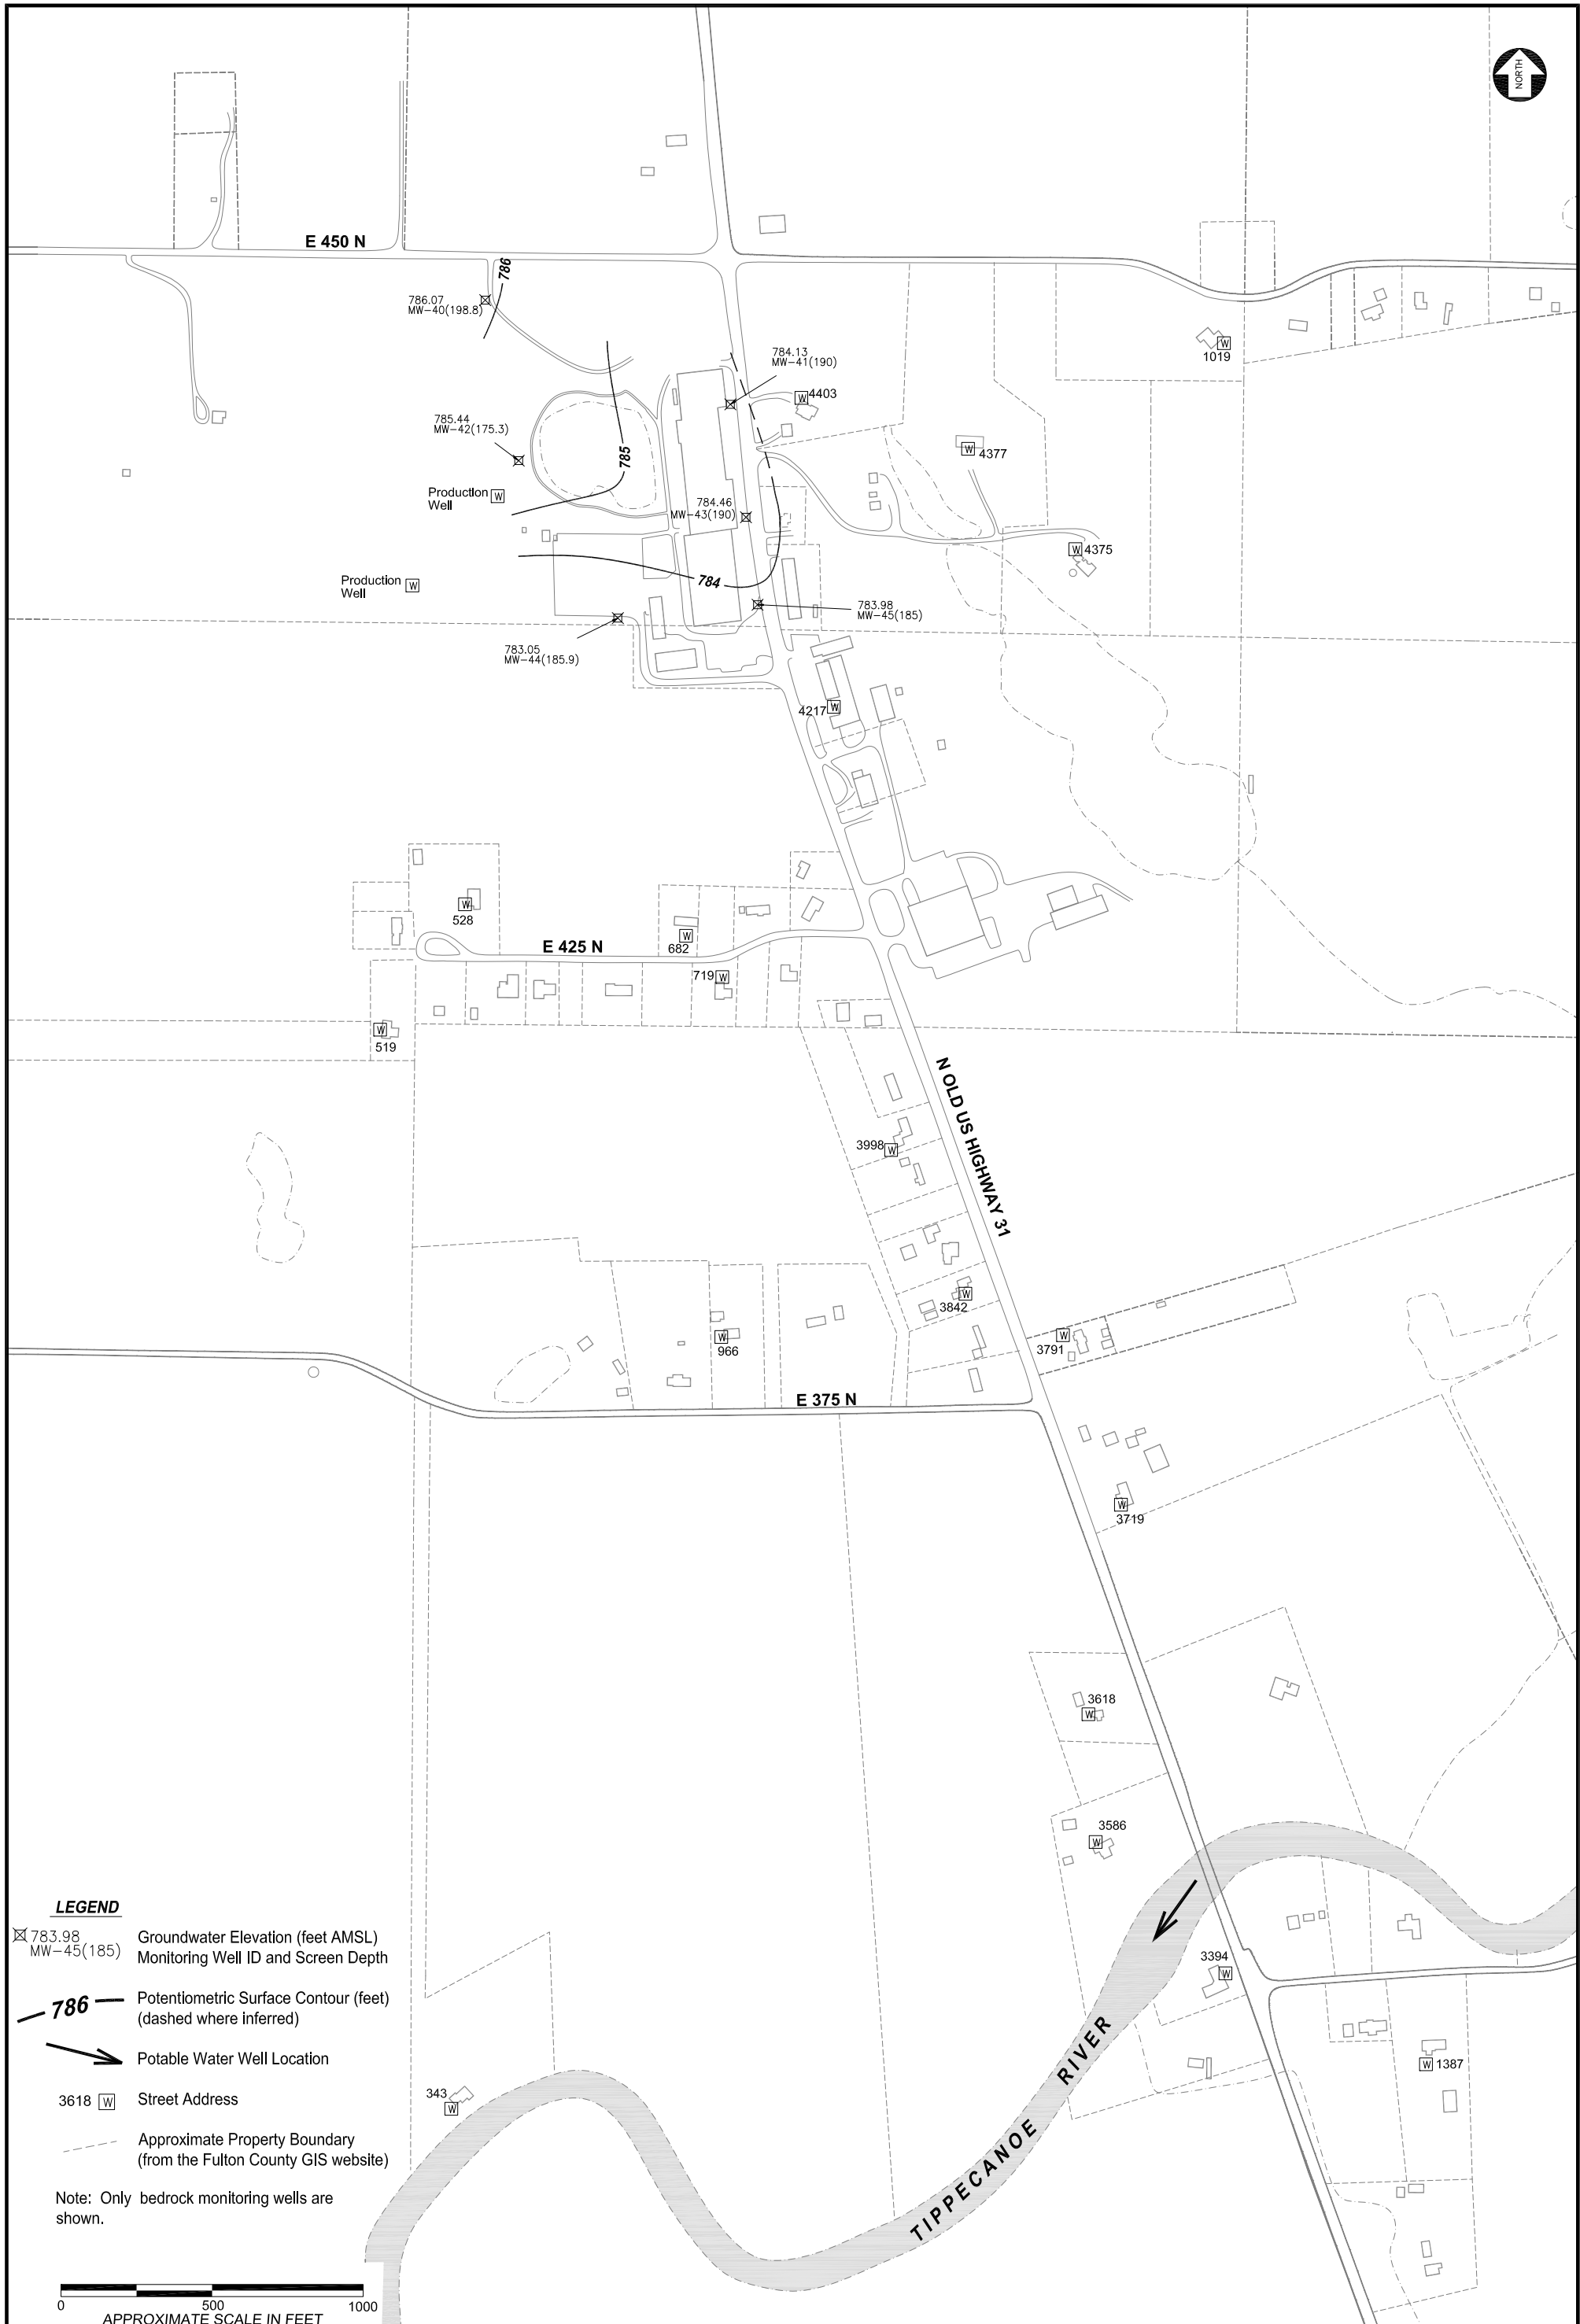 NORTH
E 450 N
786
786.07
MW-40(198.8)
784.13
MW-41(190)
W 4403
W
1019
785.44
MW-42(175.3)
785
W 4377
Production W
Well
784.46
MW-43(190)
W 4375
Production W
Well
784
783.98
MW-45(185)
783.05
MW-44(185.9)
4217 W
W
528
W
682
E 425 N
719 W
W
519
N OLD US HIGHWAY 31
3998 W
W
3842
W
966
W
3791
E 375 N
W
3719
3618
W
3586
W
3394
W
TIPPECANOE RIVER
W 1387
343
W
LEGEND
783.98
MW-45(185)
Groundwater Elevation (feet AMSL)
Monitoring Well ID and Screen Depth
786
Potentiometric Surface Contour (feet)
(dashed where inferred)
Potable Water Well Location
3618 W Street Address
Approximate Property Boundary
(from the Fulton County GIS website)
Note: Only bedrock monitoring wells are
shown.
0 500 1000
APPROXIMATE SCALE IN FEET